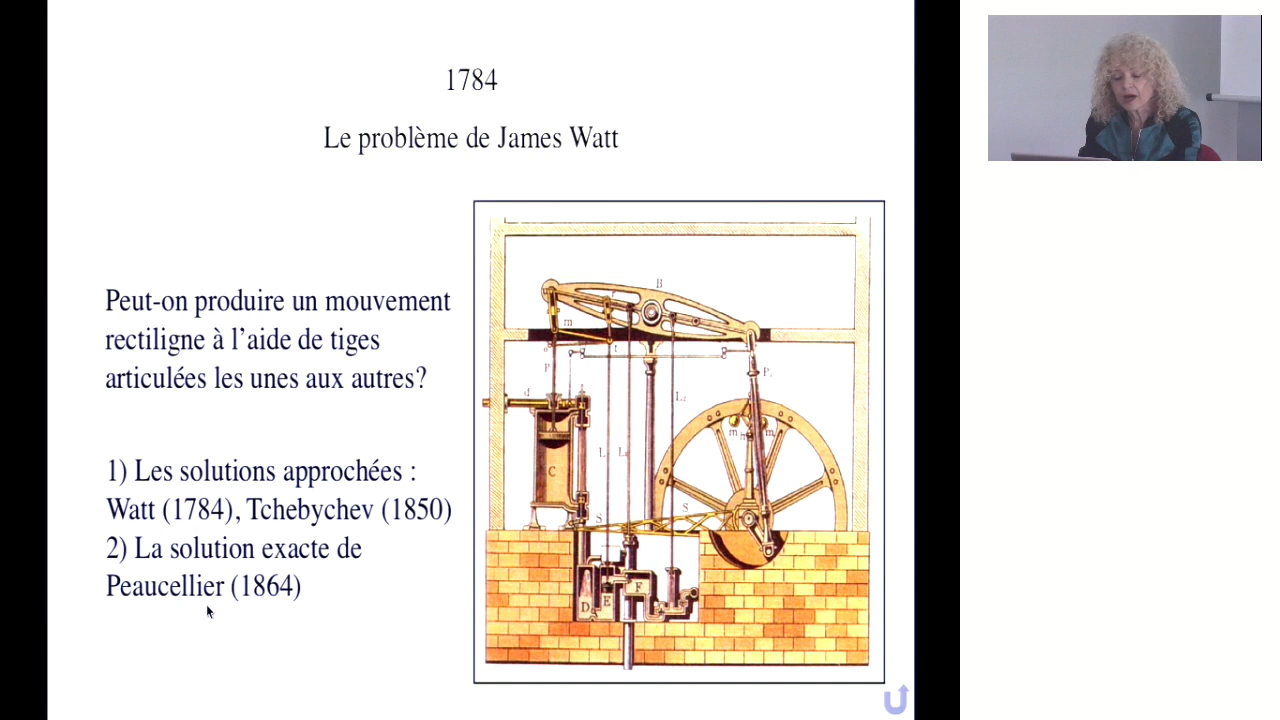 1784
Le problème de James Watt
Peut-on produire un mouvement
rectiligne à l'aide de tiges
articulées les unes aux autres?
1) Les solutions approchées :
Watt (1784), Tchebychev (1850)
2) La solution exacte de
Peaucellier (1864)
B
m
P
d
C
S
S
m
m
D
E
F